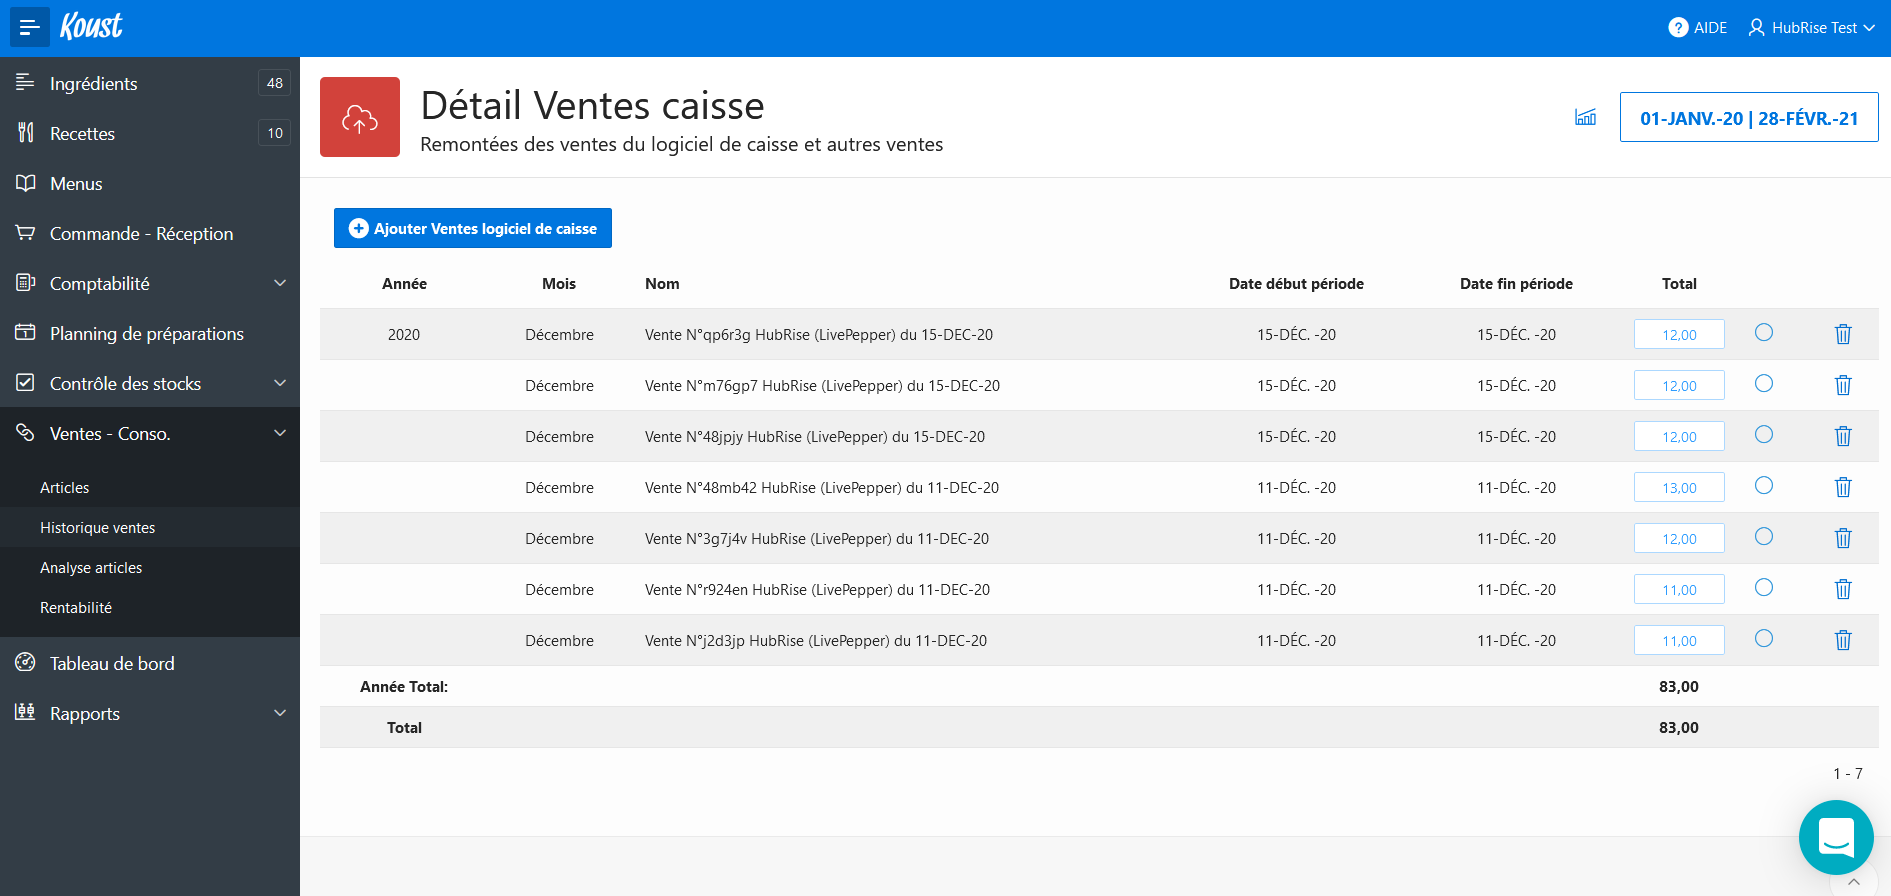 Koust
? AIDE HubRise Test
Ingrédients 48
Recettes 10
Menus
Commande - Réception
Comptabilité
Planning de préparations
Contrôle des stocks
Ventes - Conso.
Articles
Historique ventes
Analyse articles
Rentabilité
Tableau de bord
Rapports
Détail Ventes caisse
Remontées des ventes du logiciel de caisse et autres ventes
01-JANV.-20 | 28-FÉVR.-21
Ajouter Ventes logiciel de caisse
Année Mois Nom Date début période Date fin période Total
2020 Décembre Vente N°qp6r3g HubRise (LivePepper) du 15-DEC-20 15-DÉC. -20 15-DÉC. -20 12,00
Décembre Vente N°m76gp7 HubRise (LivePepper) du 15-DEC-20 15-DÉC. -20 15-DÉC. -20 12,00
Décembre Vente N°48jpjy HubRise (LivePepper) du 15-DEC-20 15-DÉC. -20 15-DÉC. -20 12,00
Décembre Vente N°48mb42 HubRise (LivePepper) du 11-DEC-20 11-DÉC. -20 11-DÉC. -20 13,00
Décembre Vente N°3g7j4v HubRise (LivePepper) du 11-DEC-20 11-DÉC. -20 11-DÉC. -20 12,00
Décembre Vente N°r924en HubRise (LivePepper) du 11-DEC-20 11-DÉC. -20 11-DÉC. -20 11,00
Décembre Vente N°j2d3jp HubRise (LivePepper) du 11-DEC-20 11-DÉC. -20 11-DÉC. -20 11,00
Année Total: 83,00
Total 83,00
1 - 7